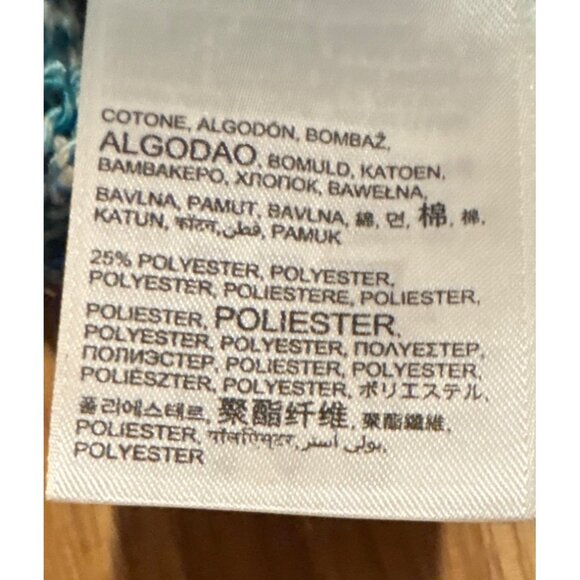 COTONE, ALGODÓN, BOMBAŽ,
ALGODAO, BOMULD, KATOEN,
ΒΑΜΒΑΚΕΡΟ, ХЛОПОК, BAWEŁNA,
BAVLNA, PAMUT, BAVLNA, 綿, 면, 棉, 棉,
KATUN, कॉटन, قطن, PAMUK
25% POLYESTER, POLYESTER,
POLYESTER, POLIESTERE, POLIESTER,
POLIESTER, POLIESTER,
POLYESTER, POLYESTER, ΠΟΛΥΕΣΤΕΡ,
ПОЛИЭСТЕР, POLIESTER, POLYESTER,
POLIÉSZTER, POLYESTER, ポリエステル,
폴리에스테르, 聚酯纤维, 聚酯纖維,
POLIESTER, पॉलिएस्टर, بولی استر,
POLYESTER